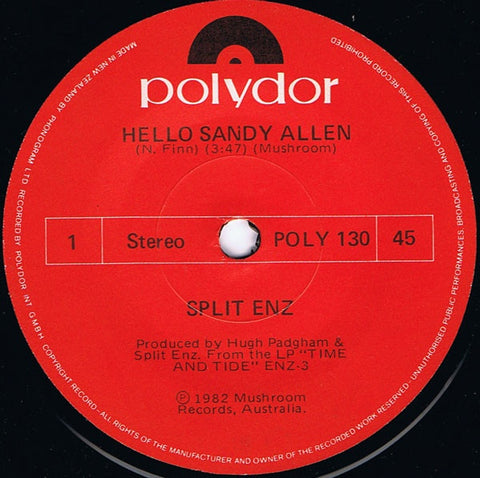 polydor
HELLO SANDY ALLEN
(N. Finn) (3:47) (Mushroom)
1 Stereo POLY 130 45
SPLIT ENZ
Produced by Hugh Padgham &
Split Enz. From the LP "TIME
AND TIDE" ENZ-3
Ⓟ 1982 Mushroom
Records, Australia.
MADE IN NEW ZEALAND BY PHONOGRAM LTD. RECORDED BY POLYDOR INT. GMBH. COPYRIGHT RECORD - ALL RIGHTS OF THE MANUFACTURER AND OWNER OF THE RECORDED WORK RESERVED - UNAUTHORISED PUBLIC PERFORMANCES, BROADCASTING AND COPYING OF THIS RECORD PROHIBITED